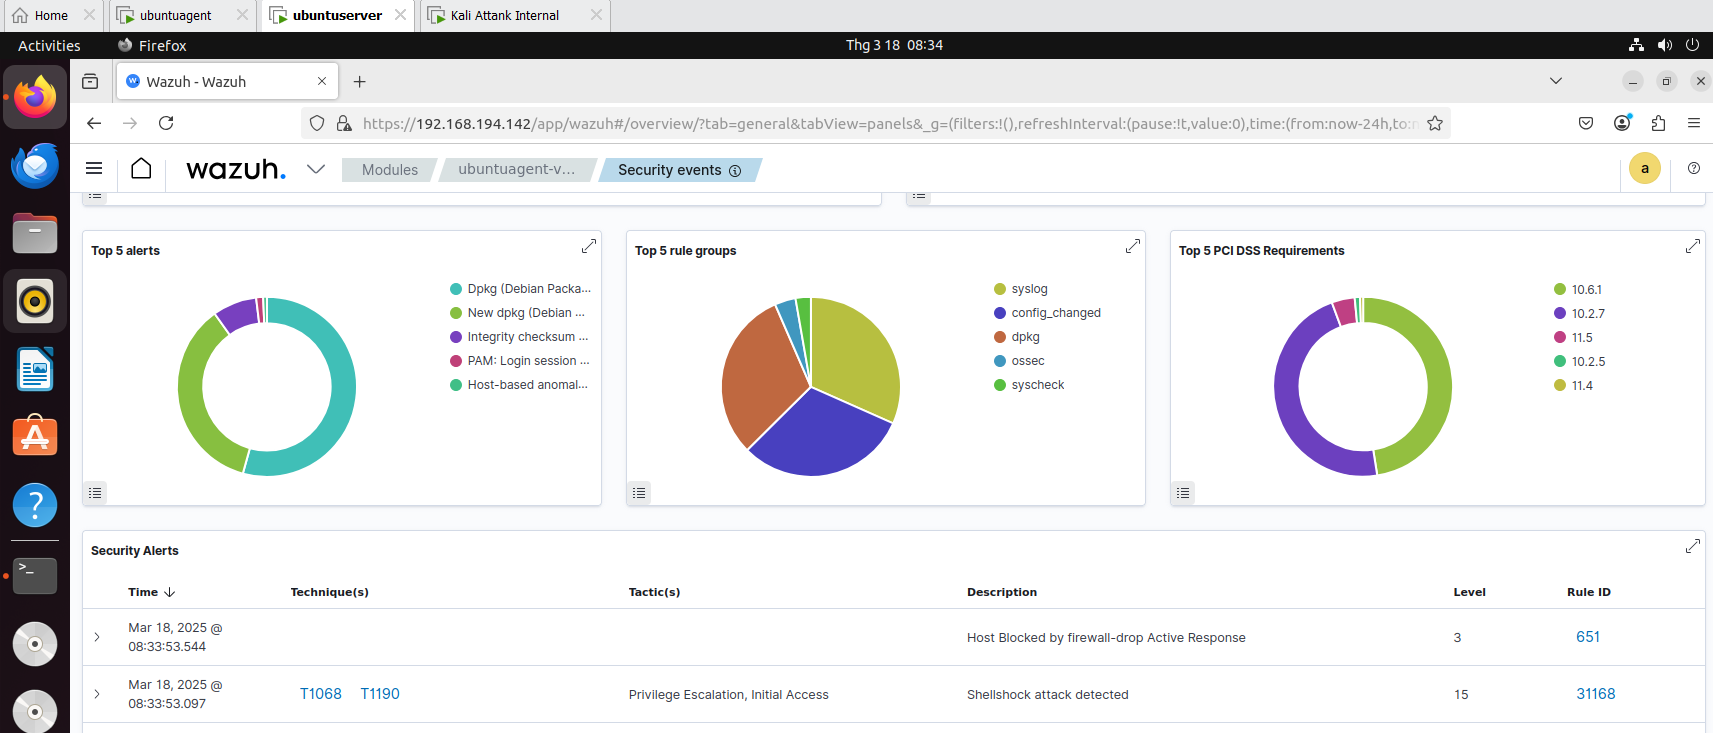 Home
ubuntuagent
ubuntuserver
Kali Attank Internal
Activities
Firefox
Thg 3 18 08:34
Wazuh - Wazuh
https://192.168.194.142/app/wazuh#/overview/?tab=general&tabView=panels&_g=(filters:!(),refreshInterval:(pause:!t,value:0),time:(from:now-24h,to:n
wazuh.
Modules
ubuntuagent-v...
Security events
a
Top 5 alerts
Dpkg (Debian Packa...
New dpkg (Debian ...
Integrity checksum ...
PAM: Login session ...
Host-based anomal...
Top 5 rule groups
syslog
config_changed
dpkg
ossec
syscheck
Top 5 PCI DSS Requirements
10.6.1
10.2.7
11.5
10.2.5
11.4
Security Alerts
Time Technique(s) Tactic(s) Description Level Rule ID
Mar 18, 2025 @
08:33:53.544
Host Blocked by firewall-drop Active Response 3 651
Mar 18, 2025 @
08:33:53.097
T1068 T1190 Privilege Escalation, Initial Access Shellshock attack detected 15 31168